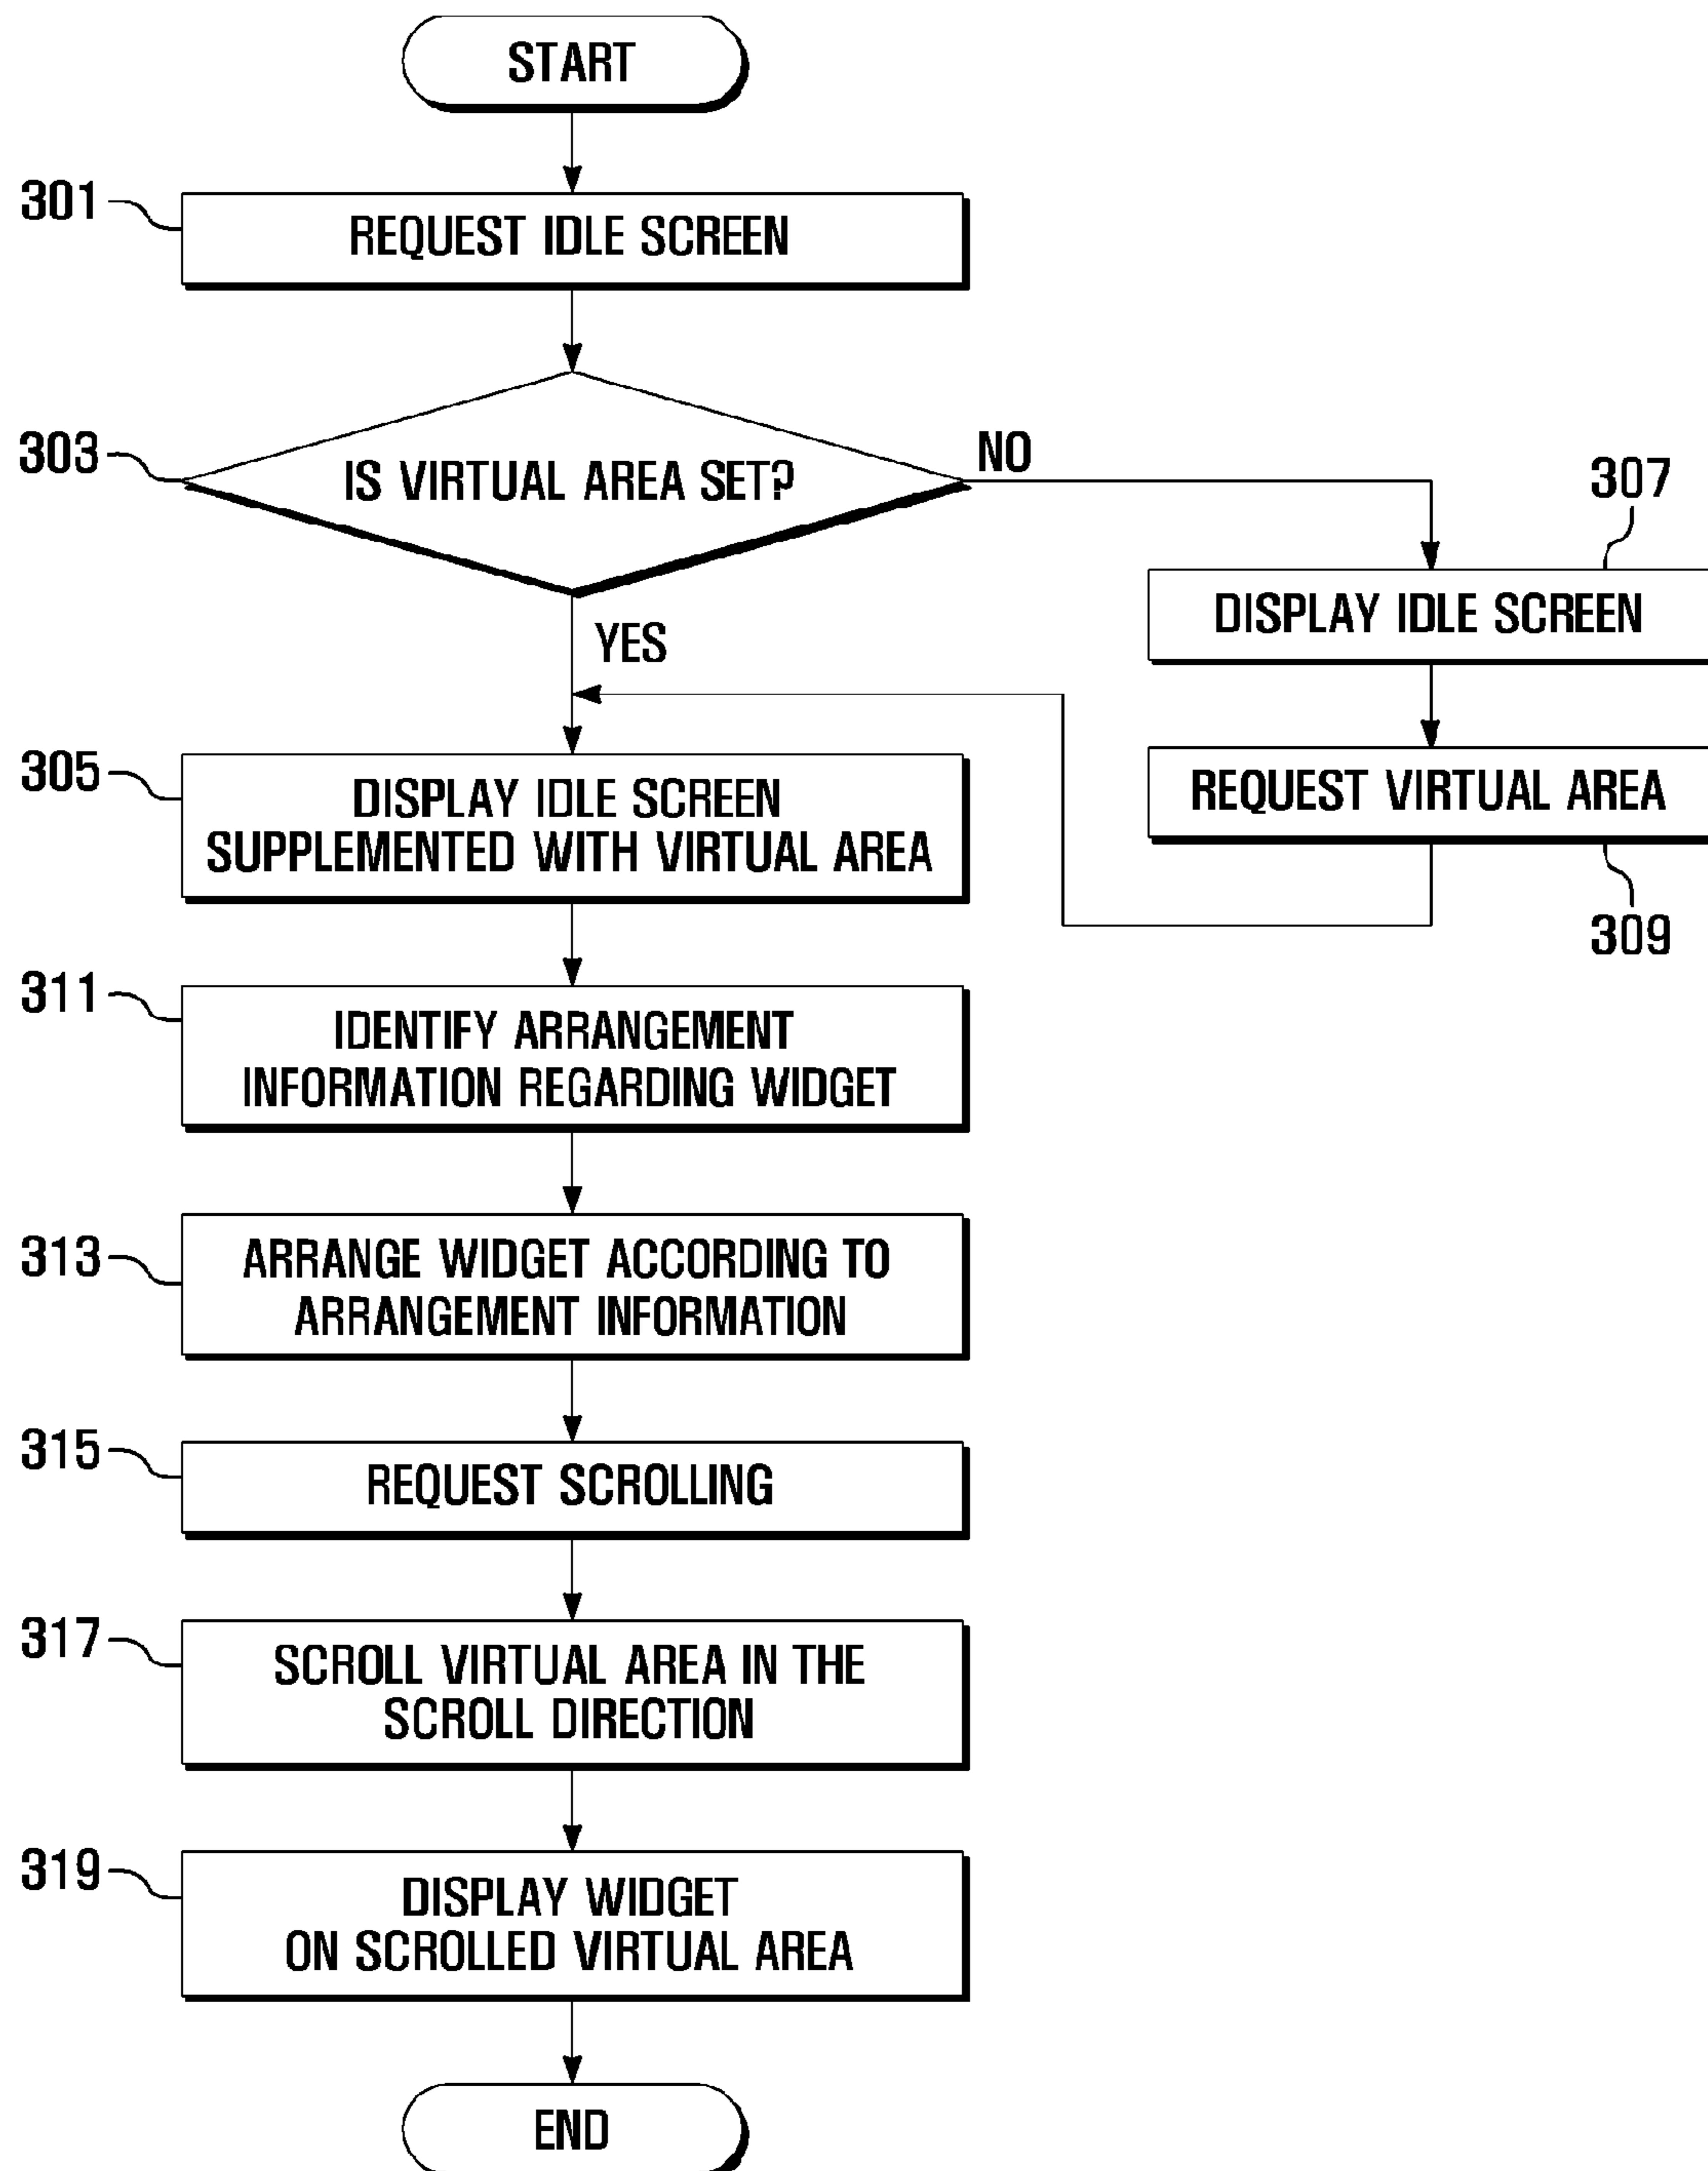 START
301
REQUEST IDLE SCREEN
303
IS VIRTUAL AREA SET?
NO
307
DISPLAY IDLE SCREEN
YES
305
DISPLAY IDLE SCREEN
SUPPLEMENTED WITH VIRTUAL AREA
REQUEST VIRTUAL AREA
309
311
IDENTIFY ARRANGEMENT
INFORMATION REGARDING WIDGET
313
ARRANGE WIDGET ACCORDING TO
ARRANGEMENT INFORMATION
315
REQUEST SCROLLING
317
SCROLL VIRTUAL AREA IN THE
SCROLL DIRECTION
319
DISPLAY WIDGET
ON SCROLLED VIRTUAL AREA
END